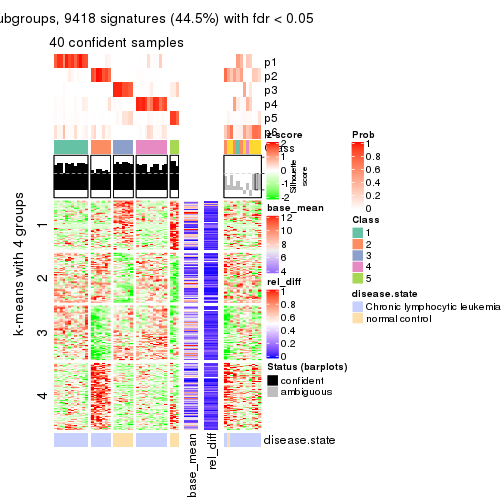 ubgroups, 9418 signatures (44.5%) with fdr < 0.05
40 confident samples
p1
p2
p3
p4
p5
p6
Class
Silhouette
score
k-means with 4 groups
1
2
3
4
base_mean
rel_diff
disease.state
z-score
2
1
0
-1
-2
base_mean
12
10
8
6
4
rel_diff
1
0.8
0.6
0.4
0.2
0
Status (barplots)
confident
ambiguous
Prob
1
0.8
0.6
0.4
0.2
0
Class
1
2
3
4
5
disease.state
Chronic lymphocytic leukemia
normal control